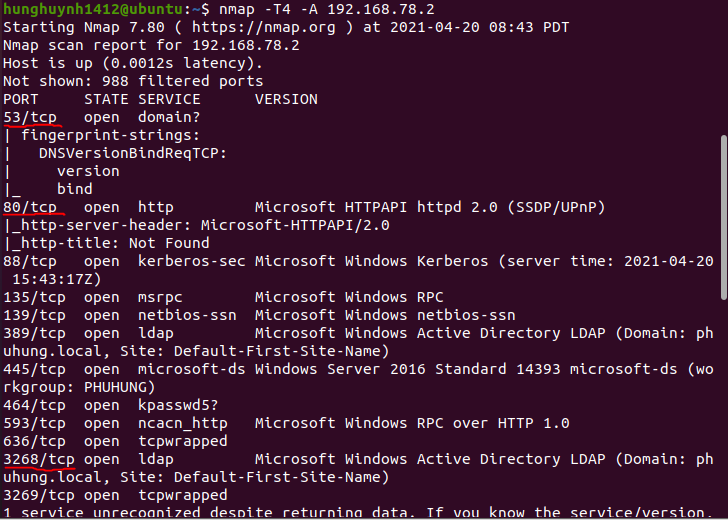 hunghuynh1412@ubuntu:~$ nmap -T4 -A 192.168.78.2
Starting Nmap 7.80 ( https://nmap.org ) at 2021-04-20 08:43 PDT
Nmap scan report for 192.168.78.2
Host is up (0.0012s latency).
Not shown: 988 filtered ports
PORT     STATE SERVICE      VERSION
53/tcp   open  domain?
| fingerprint-strings:
|   DNSVersionBindReqTCP:
|     version
|_    bind
80/tcp   open  http         Microsoft HTTPAPI httpd 2.0 (SSDP/UPnP)
|_http-server-header: Microsoft-HTTPAPI/2.0
|_http-title: Not Found
88/tcp   open  kerberos-sec Microsoft Windows Kerberos (server time: 2021-04-20
 15:43:17Z)
135/tcp  open  msrpc        Microsoft Windows RPC
139/tcp  open  netbios-ssn  Microsoft Windows netbios-ssn
389/tcp  open  ldap         Microsoft Windows Active Directory LDAP (Domain: ph
uhung.local, Site: Default-First-Site-Name)
445/tcp  open  microsoft-ds Windows Server 2016 Standard 14393 microsoft-ds (wo
rkgroup: PHUHUNG)
464/tcp  open  kpasswd5?
593/tcp  open  ncacn_http   Microsoft Windows RPC over HTTP 1.0
636/tcp  open  tcpwrapped
3268/tcp open  ldap         Microsoft Windows Active Directory LDAP (Domain: ph
uhung.local, Site: Default-First-Site-Name)
3269/tcp open  tcpwrapped
1 service unrecognized despite returning data. If you know the service/version,